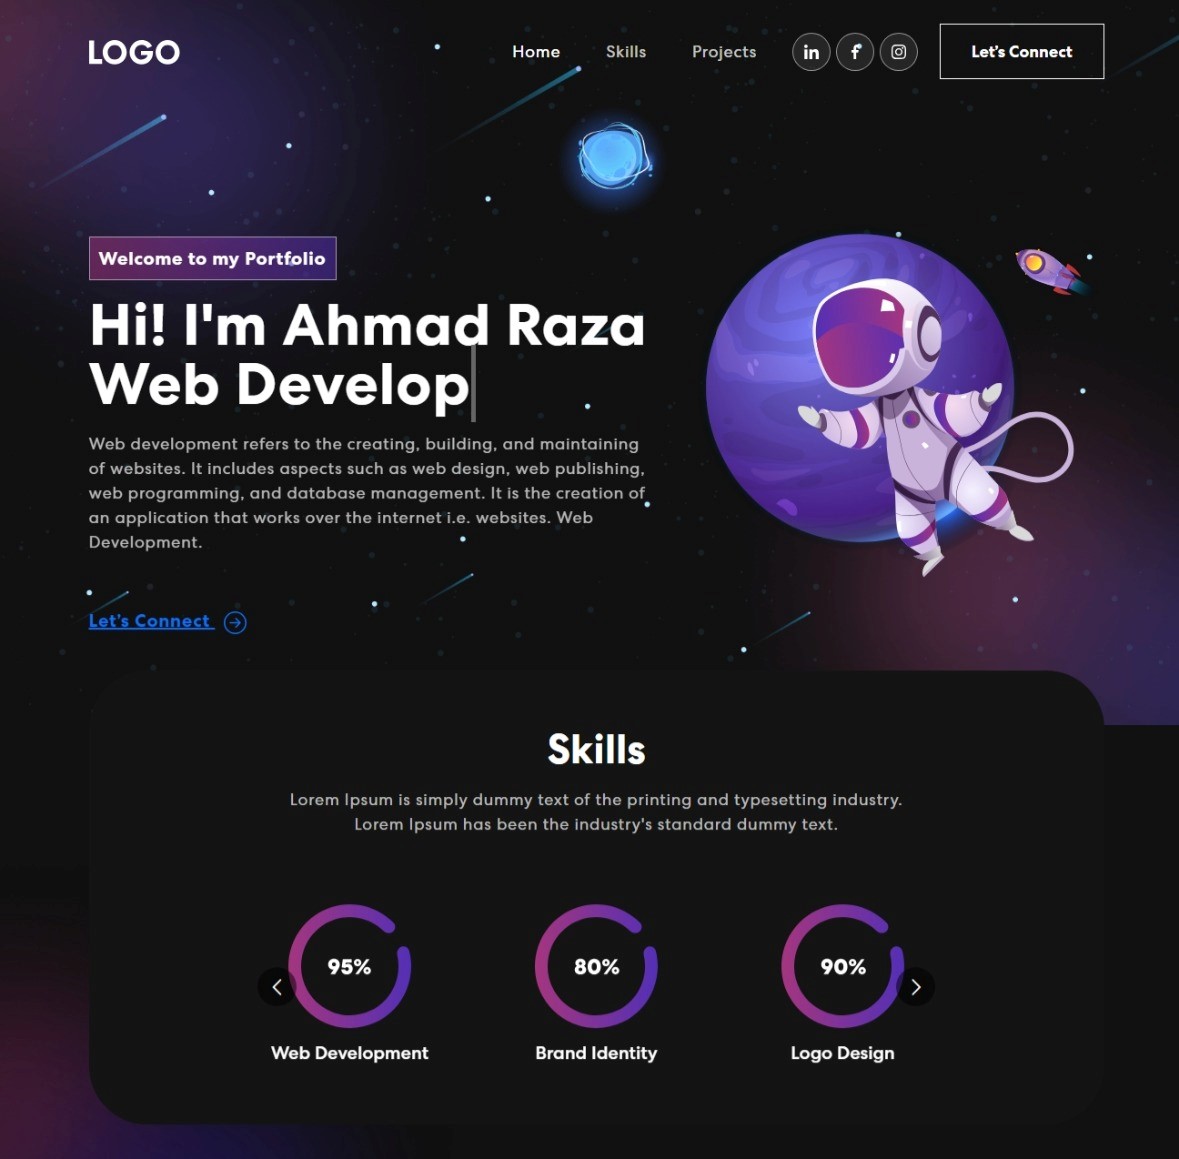 LOGO
Home Skills Projects
Let's Connect
Welcome to my Portfolio
Hi! I'm Ahmad Raza
Web Develop
Web development refers to the creating, building, and maintaining
of websites. It includes aspects such as web design, web publishing,
web programming, and database management. It is the creation of
an application that works over the internet i.e. websites. Web
Development.
Let's Connect
Skills
Lorem Ipsum is simply dummy text of the printing and typesetting industry.
Lorem Ipsum has been the industry's standard dummy text.
95% 80% 90%
Web Development Brand Identity Logo Design